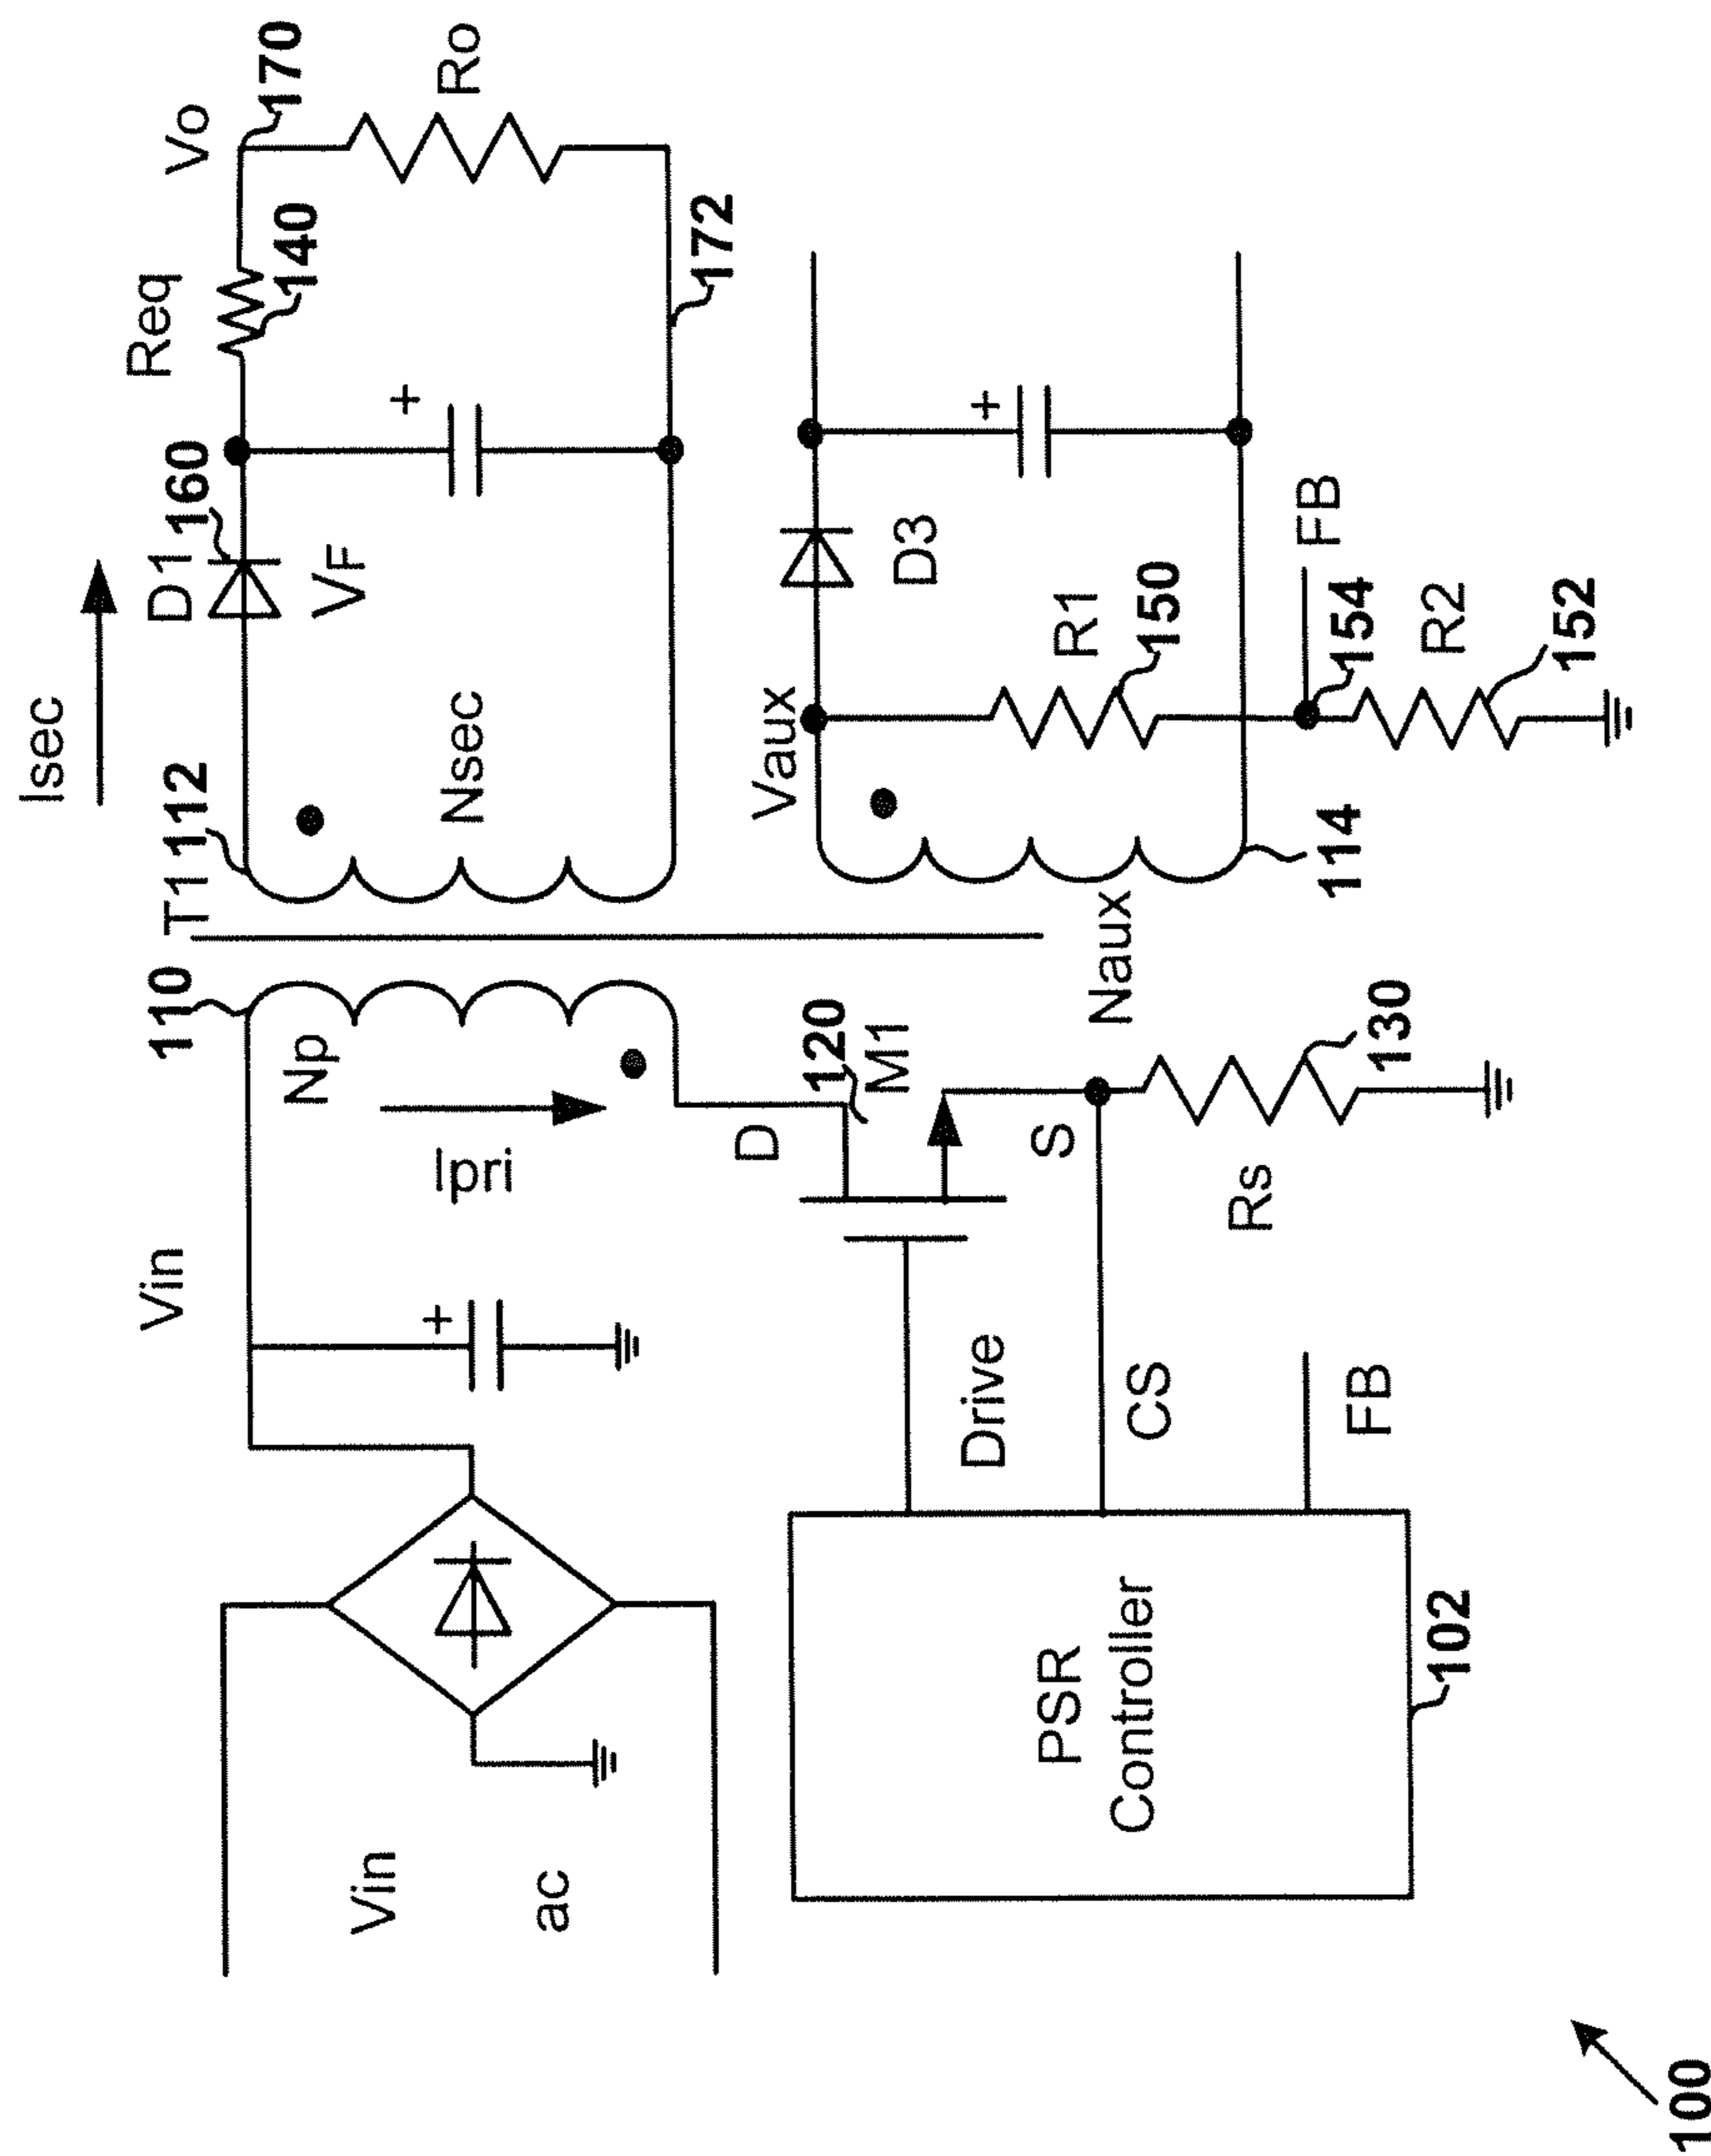 Isec
T1
112
D1
160
VF
Nsec
Req
140
Vo
170
Ro
172
110
Np
Ipri
Vin
Vin
ac
Vaux
D3
R1
150
FB
154
R2
152
114
Naux
120
M1
D
S
130
Rs
Drive
CS
FB
PSR
Controller
102
+
+
+
100